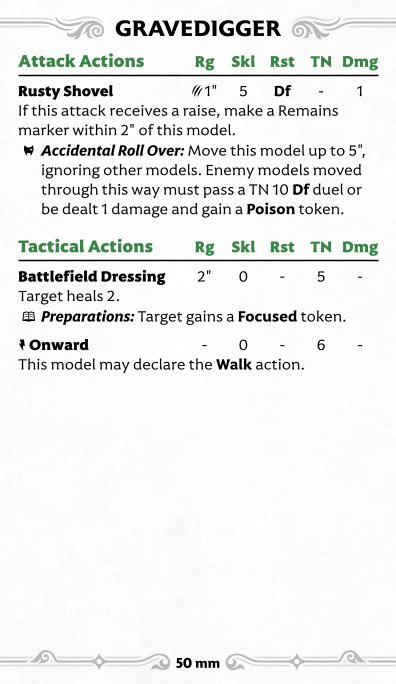 GRAVEDIGGER
Attack Actions Rg Skl Rst TN Dmg
Rusty Shovel 1" 5 Df - 1
If this attack receives a raise, make a Remains
marker within 2" of this model.
Accidental Roll Over: Move this model up to 5",
ignoring other models. Enemy models moved
through this way must pass a TN 10 Df duel or
be dealt 1 damage and gain a Poison token.
Tactical Actions Rg Skl Rst TN Dmg
Battlefield Dressing 2" 0 - 5 -
Target heals 2.
Preparations: Target gains a Focused token.
Onward - 0 - 6 -
This model may declare the Walk action.
50 mm